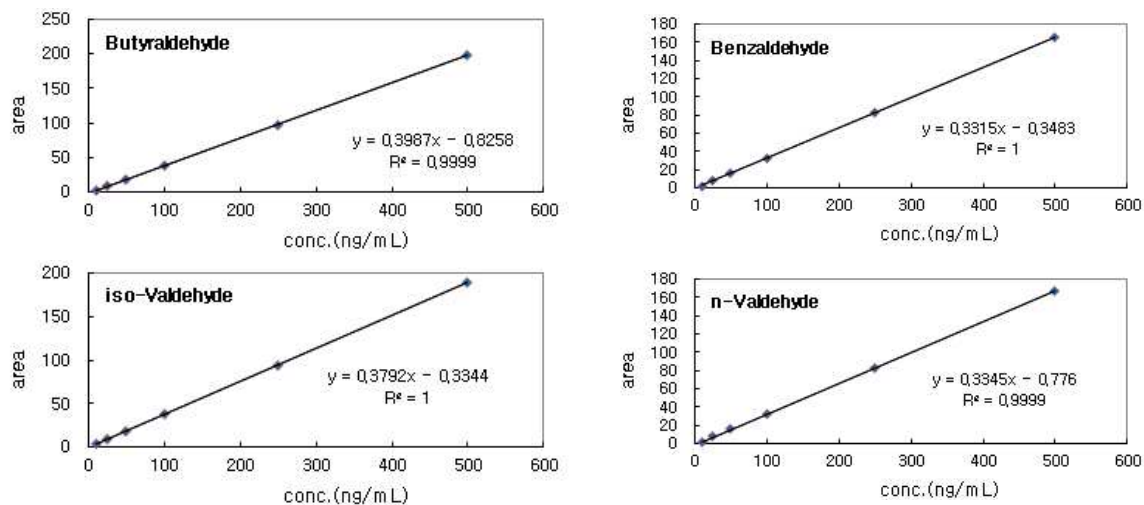 Butyraldehyde
250
200
150
100
50
0
area
y = 0,3987x - 0,8258
R² = 0,9999
0 100 200 300 400 500 600
conc.(ng/mL)
Benzaldehyde
180
160
140
120
100
80
60
40
20
0
area
y = 0,3315x - 0,3483
R² = 1
0 100 200 300 400 500 600
conc.(ng/mL)
iso-Valdehyde
200
150
100
50
0
area
y = 0,3792x - 0,3344
R² = 1
0 100 200 300 400 500 600
conc.(ng/mL)
n-Valdehyde
180
160
140
120
100
80
60
40
20
0
area
y = 0,3345x - 0,776
R² = 0,9999
0 100 200 300 400 500 600
conc.(ng/mL)